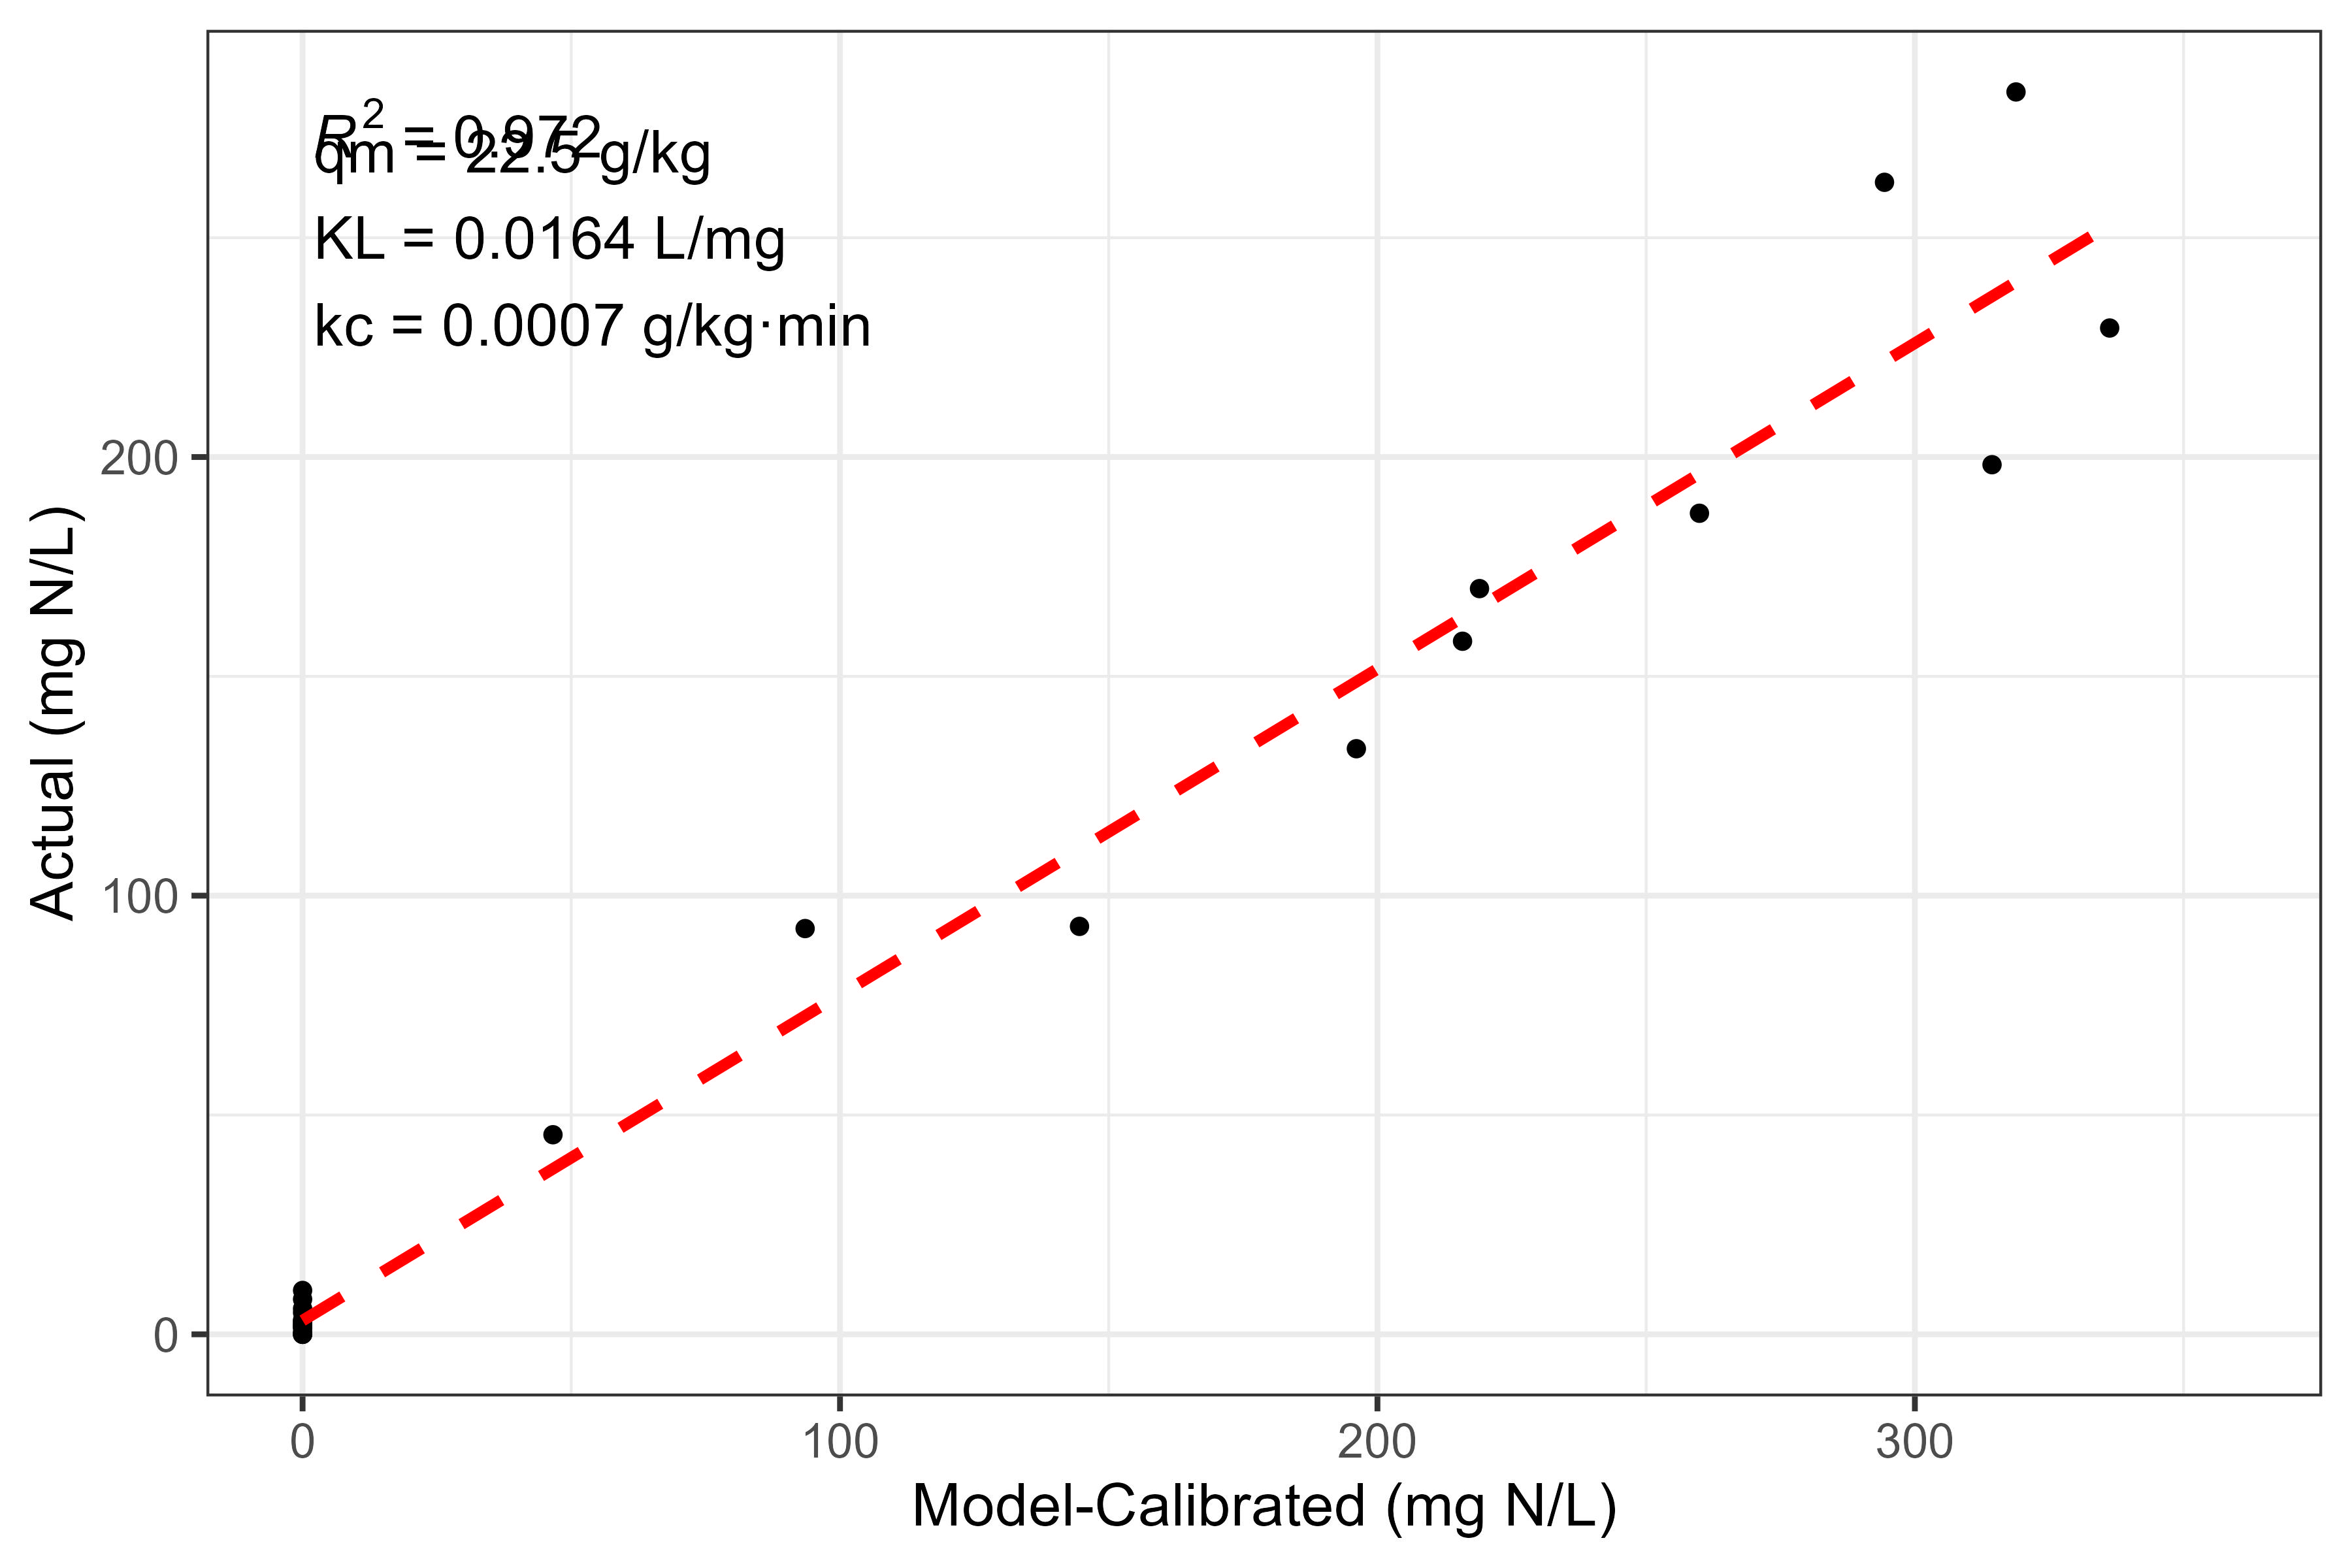 R² = 0.972
qm = 22.5 g/kg
KL = 0.0164 L/mg
kc = 0.0007 g/kg·min
200
100
0
Actual (mg N/L)
0
100
200
300
Model-Calibrated (mg N/L)